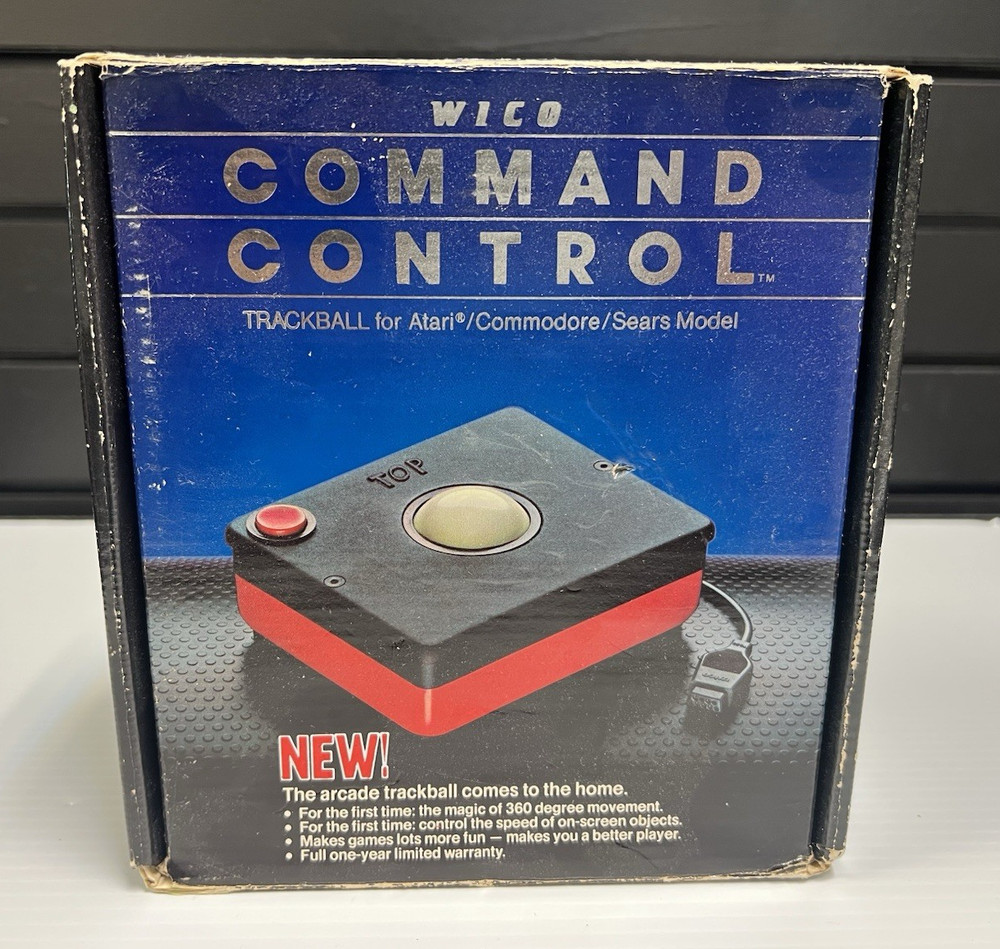 WICO
COMMAND
CONTROL™
TRACKBALL for Atari®/Commodore/Sears Model
TOP
NEW!
The arcade trackball comes to the home.
• For the first time: the magic of 360 degree movement.
• For the first time: control the speed of on-screen objects.
• Makes games lots more fun — makes you a better player.
• Full one-year limited warranty.